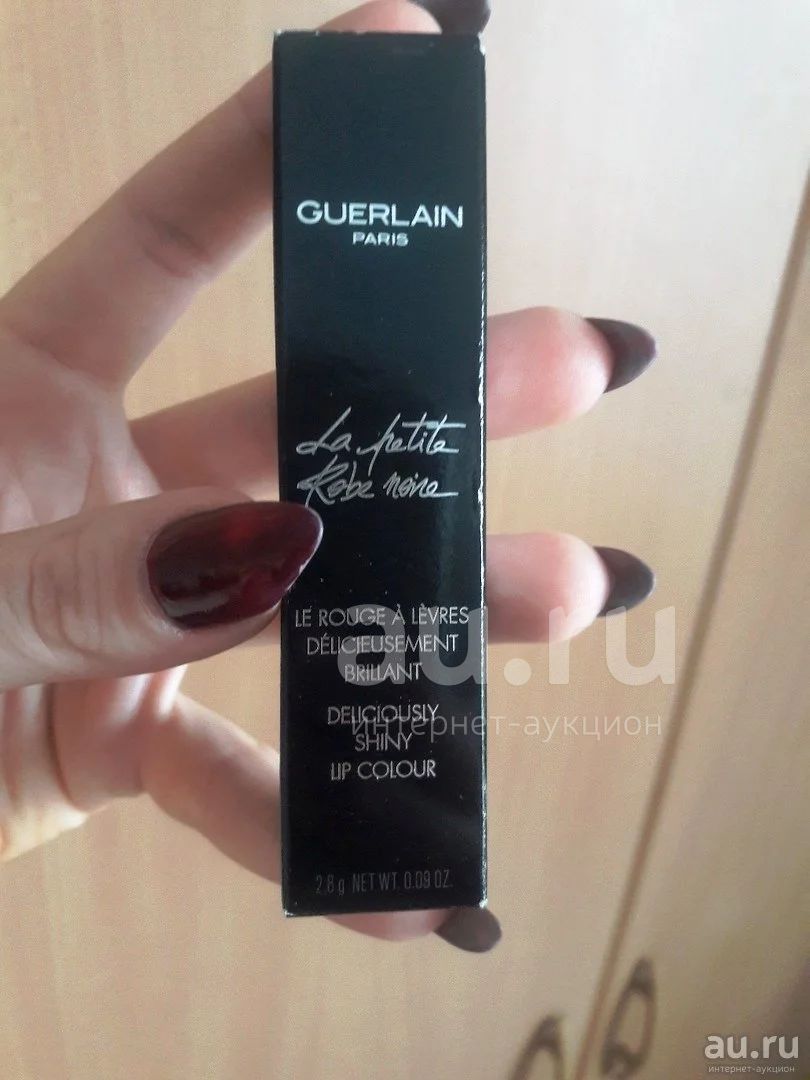 GUERLAIN
PARIS
La petite
Robe noire
LE ROUGE À LÈVRES
DÉLICIEUSEMENT
BRILLANT
DELICIOUSLY
SHINY
LIP COLOUR
2.8 g NET WT. 0.09 OZ.
au.ru
интернет-аукцион
au.ru
интернет-аукцион